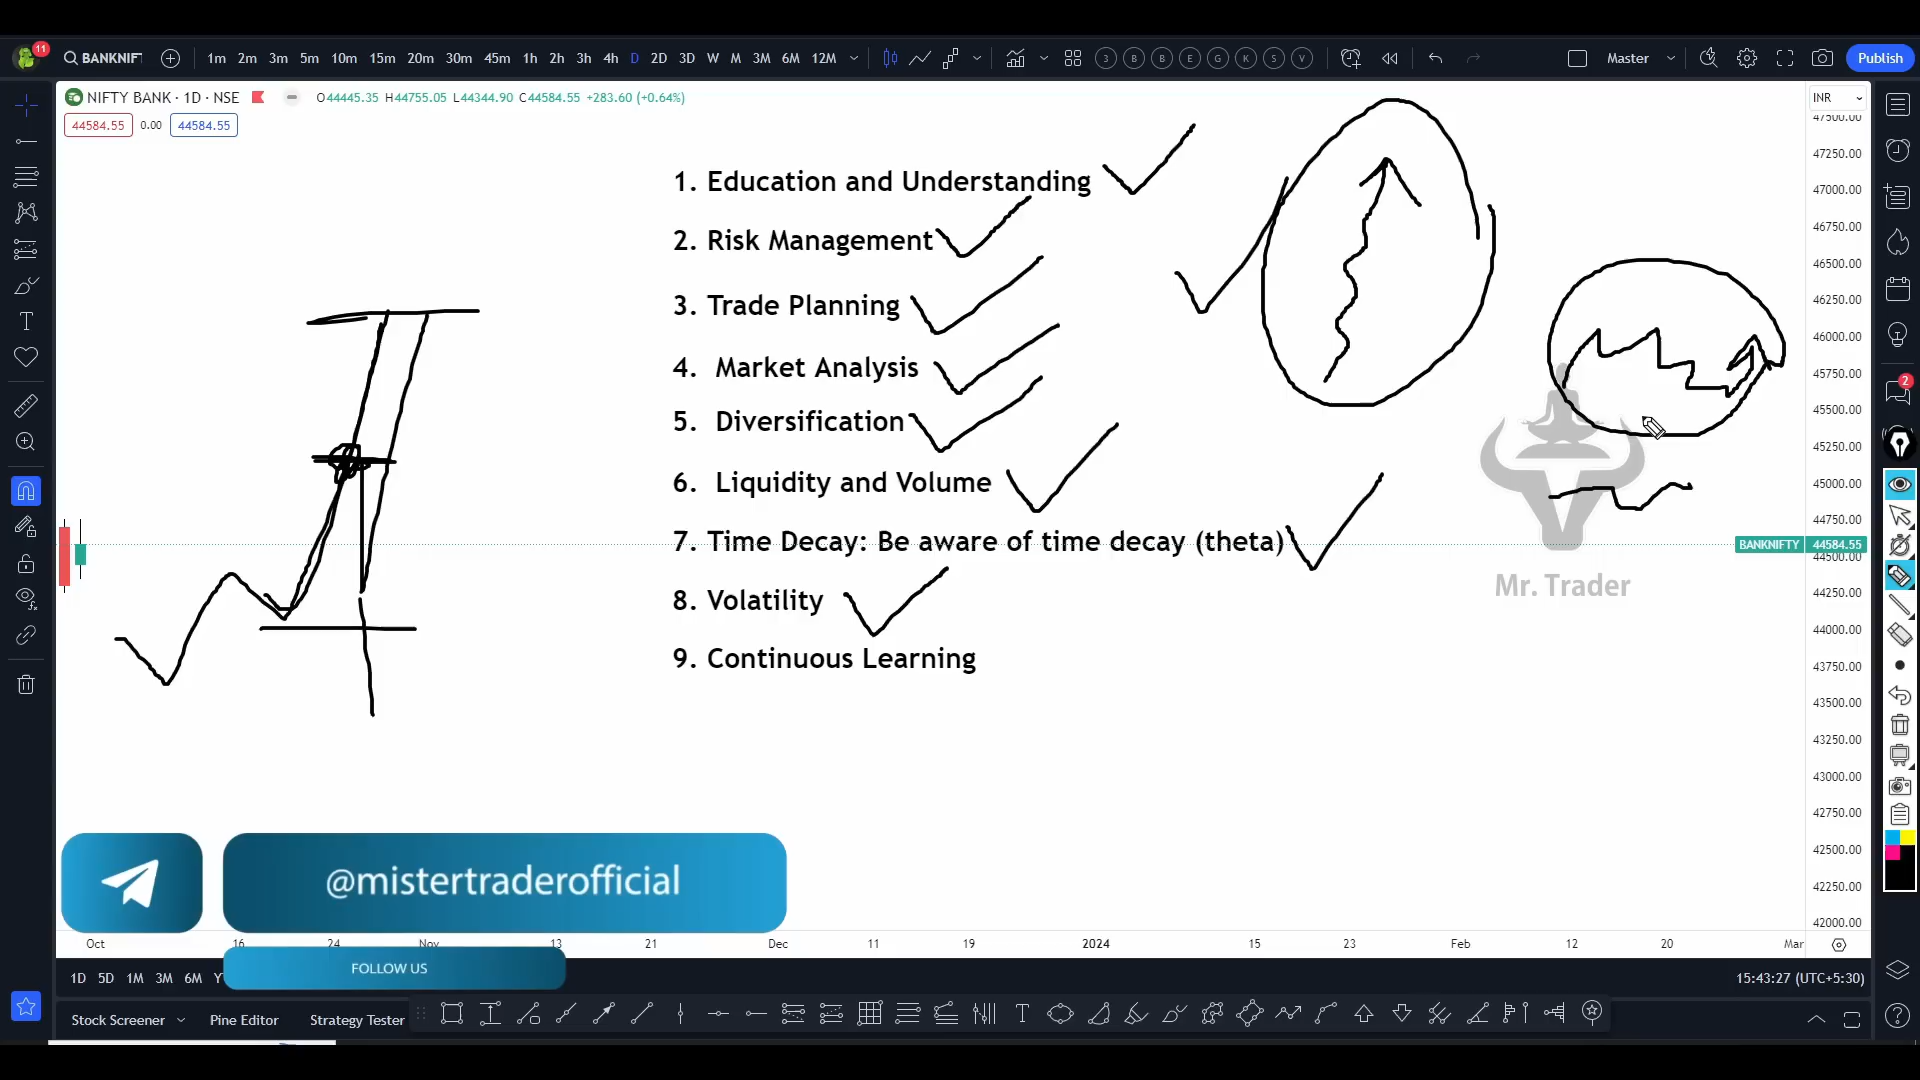 11
BANKNIF
1m 2m 3m 5m 10m 15m 20m 30m 45m 1h 2h 3h 4h D 2D 3D W M 3M 6M 12M
3 B B E G K S V
Master
Publish
NIFTY BANK · 1D · NSE
O44445.35 H44755.05 L44344.90 C44584.55 +283.60 (+0.64%)
INR
44584.55 0.00 44584.55
47500.00
47250.00
47000.00
46750.00
46500.00
46250.00
46000.00
45750.00
45500.00
45250.00
45000.00
44750.00
BANKNIFTY 44584.55
44500.00
44250.00
44000.00
43750.00
43500.00
43250.00
43000.00
42750.00
42500.00
42250.00
42000.00
2
1. Education and Understanding
2. Risk Management
3. Trade Planning
4. Market Analysis
5. Diversification
6. Liquidity and Volume
7. Time Decay: Be aware of time decay (theta)
8. Volatility
9. Continuous Learning
Mr. Trader
@mistertraderofficial
Oct 16 24 Nov 13 21 Dec 11 19 2024 15 23 Feb 12 20 Mar
FOLLOW US
1D 5D 1M 3M 6M Y
15:43:27 (UTC+5:30)
Stock Screener Pine Editor Strategy Tester